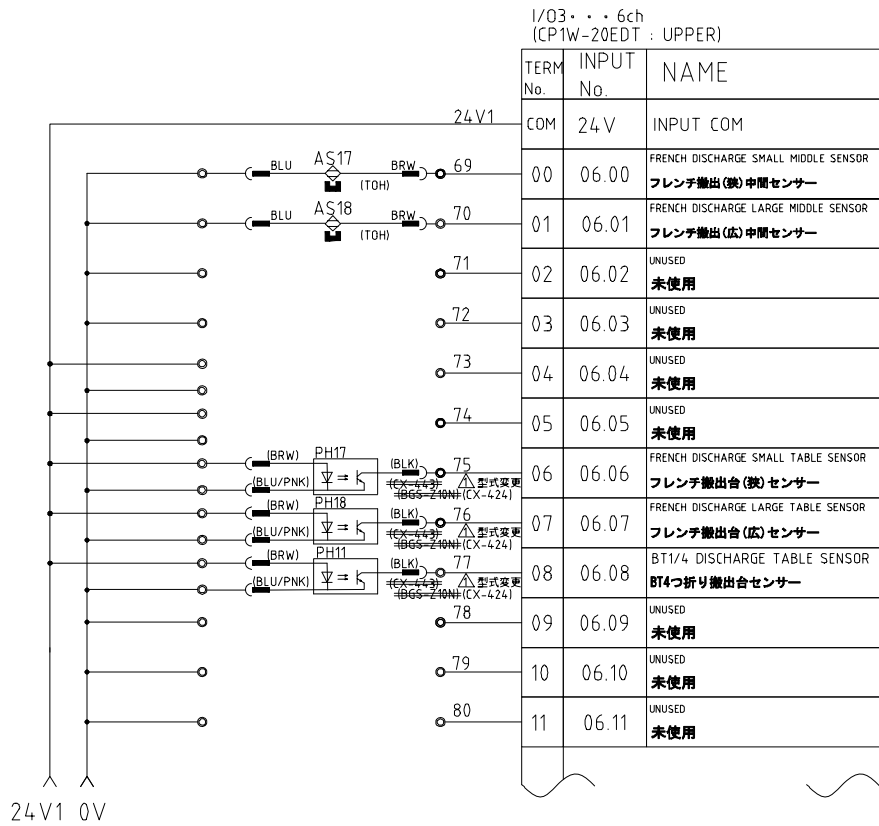 I/O3・・・6ch
(CP1W-20EDT : UPPER)
TERM No. INPUT No. NAME
24V1 COM 24V INPUT COM
BLU AS17 (TOH) BRW 69 00 06.00 FRENCH DISCHARGE SMALL MIDDLE SENSOR
フレンチ搬出(狭)中間センサー
BLU AS18 (TOH) BRW 70 01 06.01 FRENCH DISCHARGE LARGE MIDDLE SENSOR
フレンチ搬出(広)中間センサー
71 02 06.02 UNUSED
未使用
72 03 06.03 UNUSED
未使用
73 04 06.04 UNUSED
未使用
74 05 06.05 UNUSED
未使用
(BRW) PH17 (BLK) 75 06 06.06 FRENCH DISCHARGE SMALL TABLE SENSOR
(BLU/PNK) (CX-443) 1 型式変更 フレンチ搬出台(狭)センサー
(BGS-Z10N) (CX-424)
(BRW) PH18 (BLK) 76 07 06.07 FRENCH DISCHARGE LARGE TABLE SENSOR
(BLU/PNK) (CX-443) 1 型式変更 フレンチ搬出台(広)センサー
(BGS-Z10N) (CX-424)
(BRW) PH11 (BLK) 77 08 06.08 BT1/4 DISCHARGE TABLE SENSOR
(BLU/PNK) (CX-443) 1 型式変更 BT4つ折り搬出台センサー
(BGS-Z10N) (CX-424)
78 09 06.09 UNUSED
未使用
79 10 06.10 UNUSED
未使用
80 11 06.11 UNUSED
未使用
24V1 0V